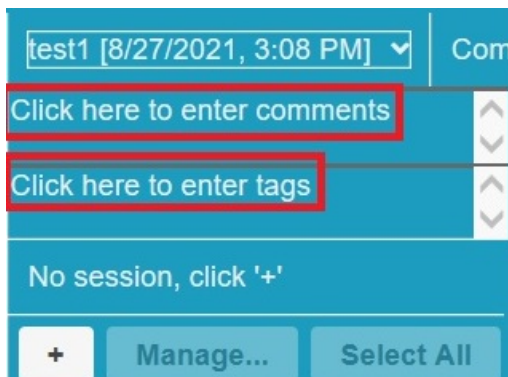 test1 [8/27/2021, 3:08 PM] Com
Click here to enter comments
Click here to enter tags
No session, click '+'
+ Manage... Select All